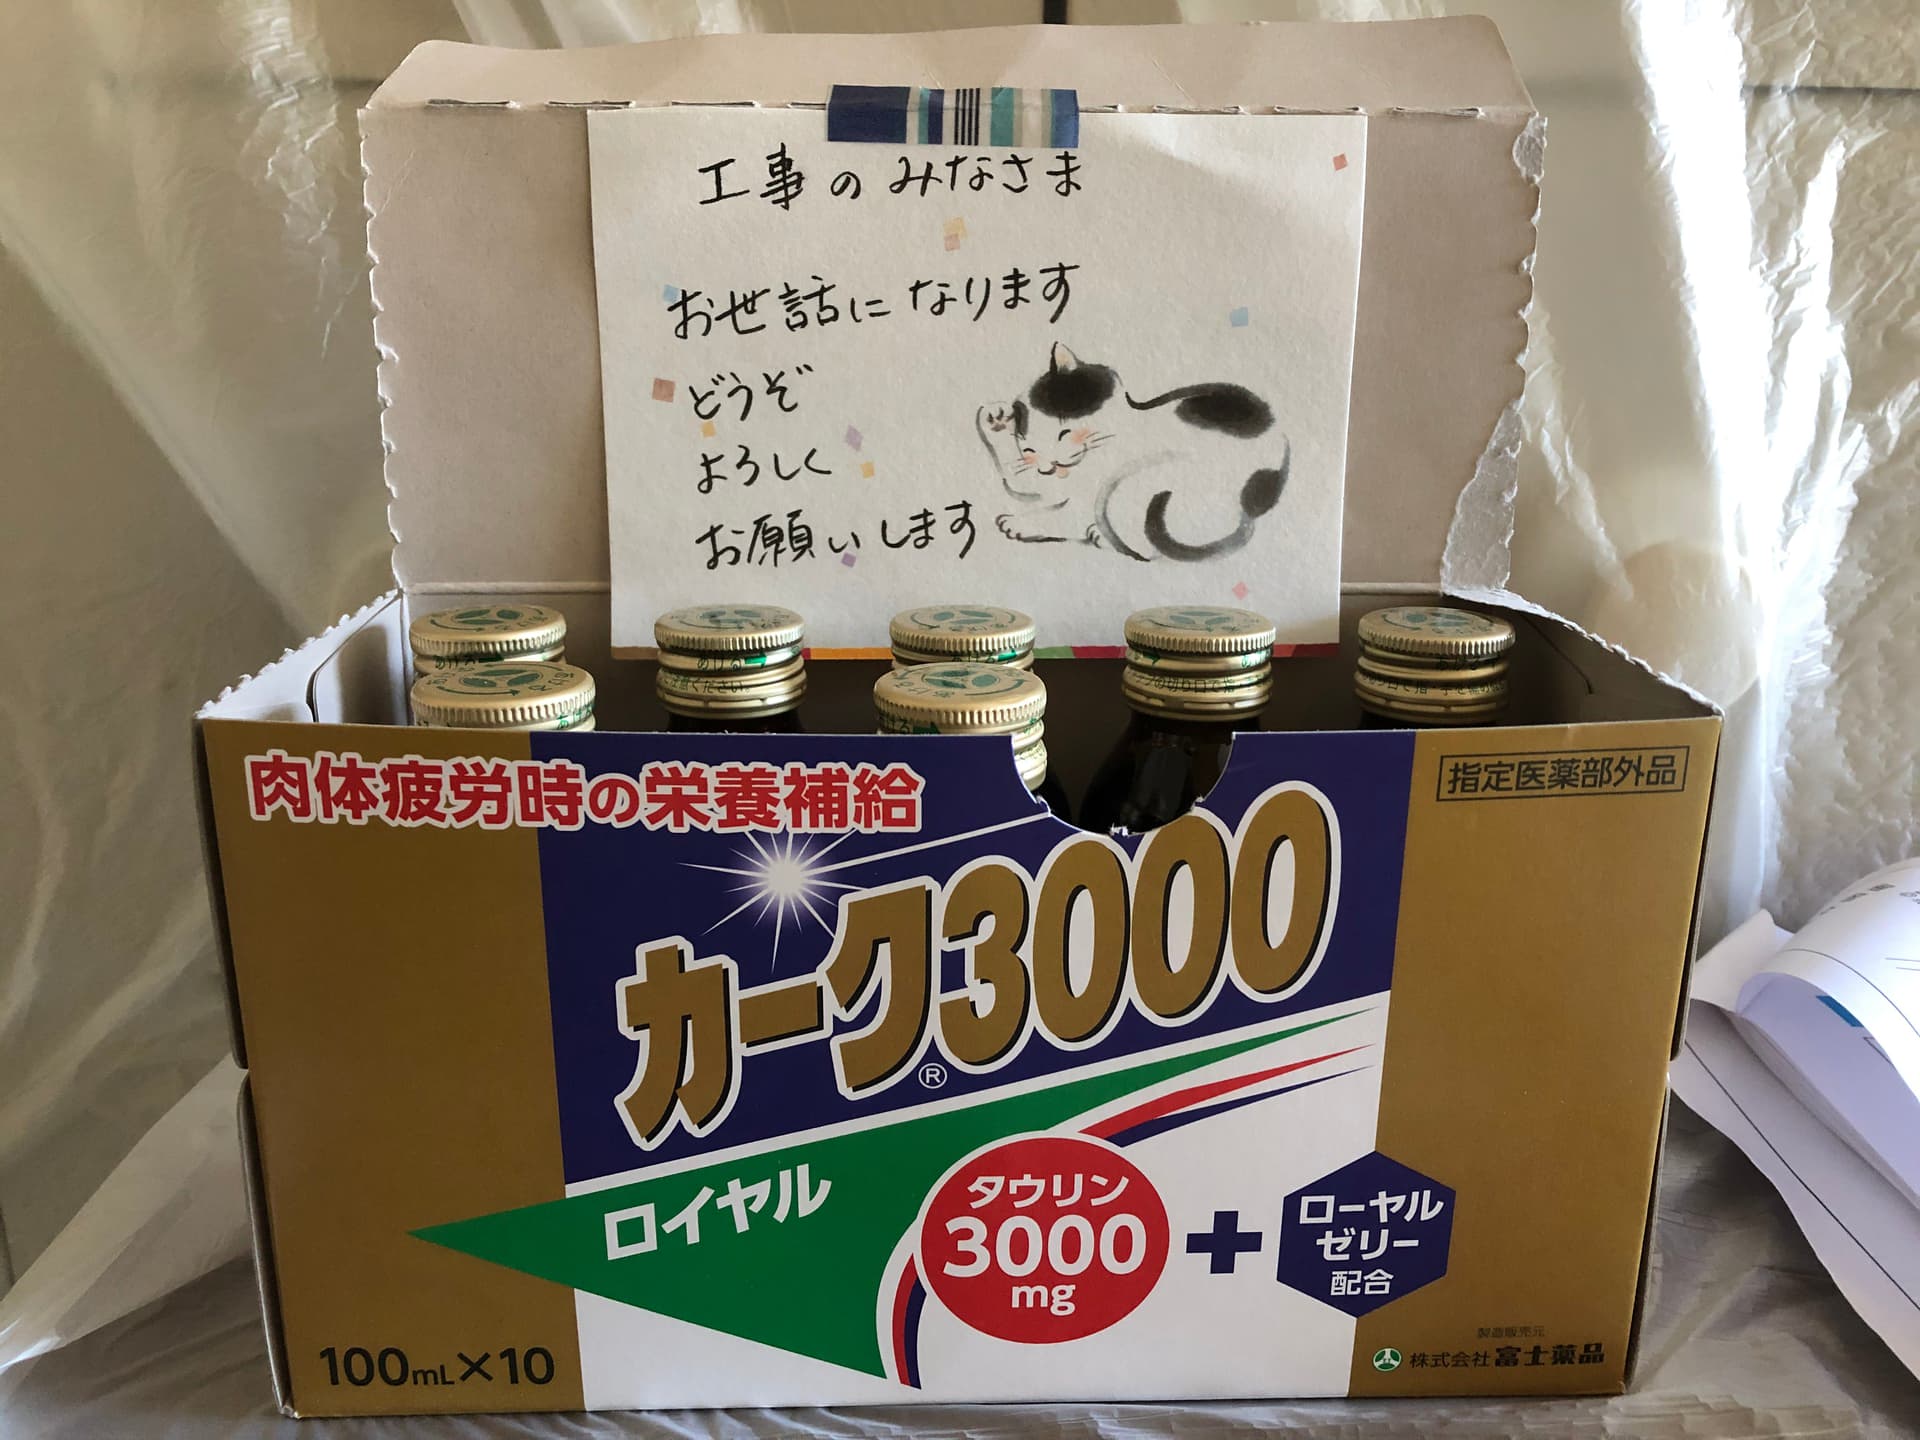 工事のみなさま
お世話になります
どうぞ
よろしく
お願いします
あける
肉体疲労時の栄養補給
指定医薬部外品
カーク®3000
ロイヤル
タウリン
3000
mg
+
ローヤル
ゼリー
配合
100mL×10
製造販売元
株式会社富士薬品